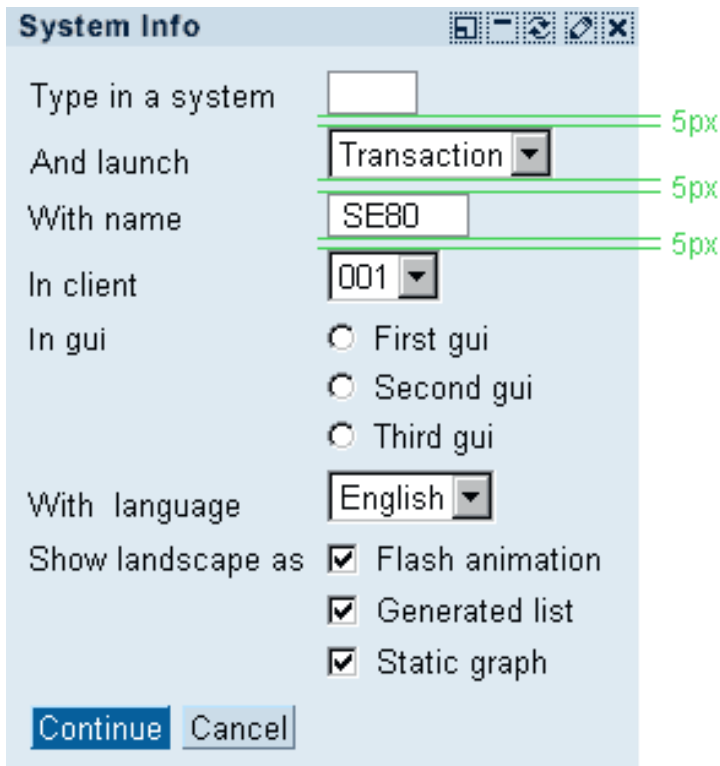 System Info
Type in a system
5px
And launch Transaction
5px
With name SE80
5px
In client 001
In gui First gui
Second gui
Third gui
With language English
Show landscape as Flash animation
Generated list
Static graph
Continue Cancel